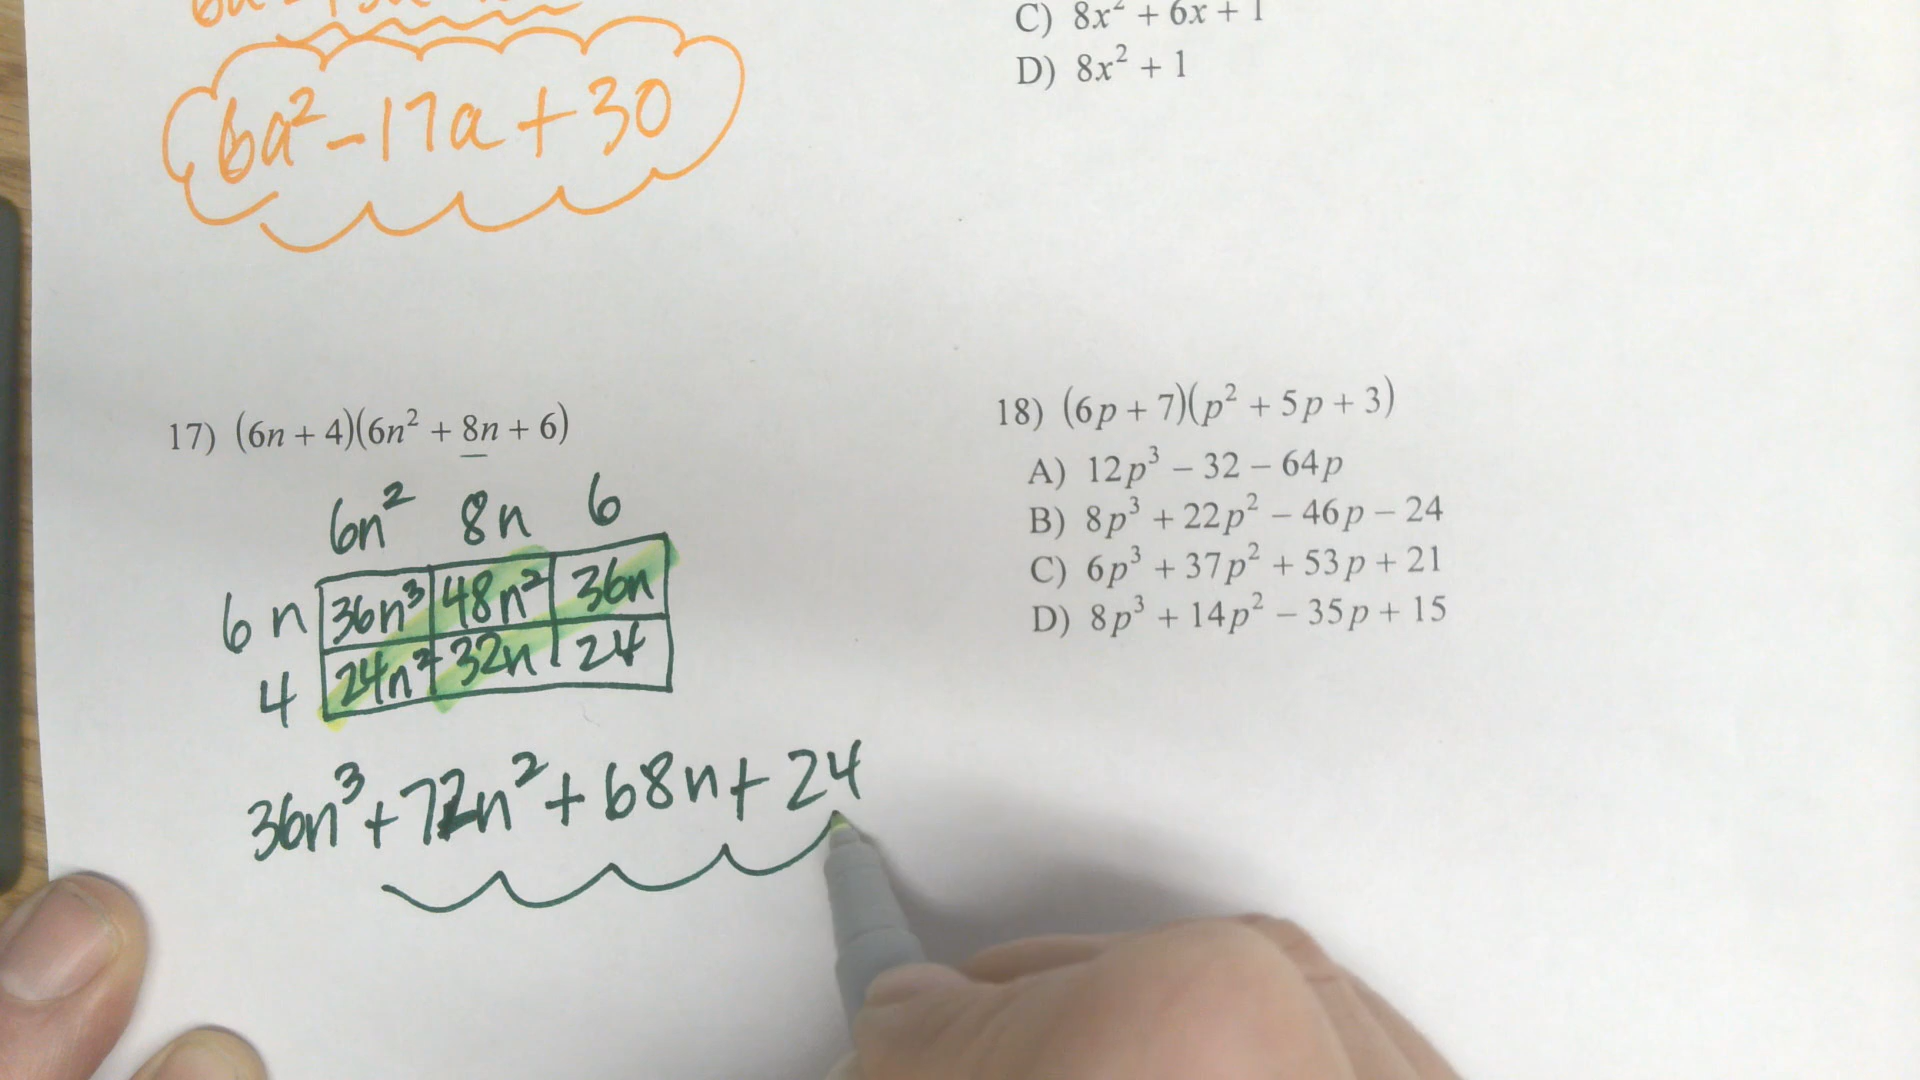 6a² - 17a + 30
C) 8x² + 6x + 1
D) 8x² + 1
17) (6n + 4)(6n² + 8n + 6)
6n² 8n 6
6n 36n³ 48n² 36n
4 24n² 32n 24
36n³ + 72n² + 68n + 24
18) (6p + 7)(p² + 5p + 3)
A) 12p³ − 32 − 64p
B) 8p³ + 22p² − 46p − 24
C) 6p³ + 37p² + 53p + 21
D) 8p³ + 14p² − 35p + 15